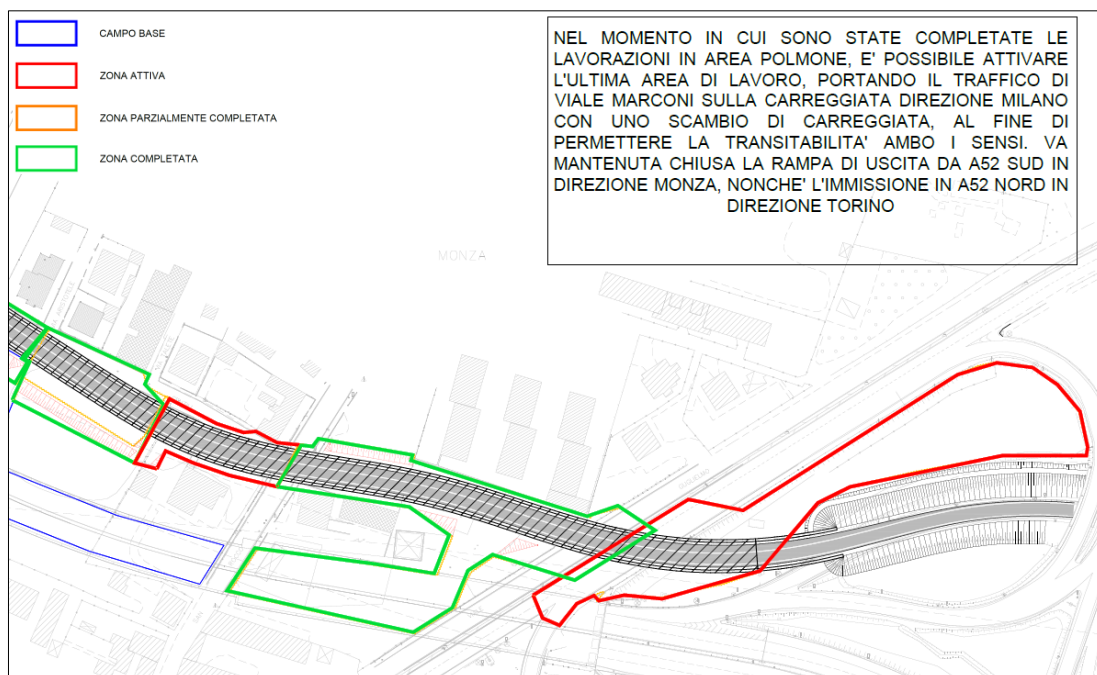 CAMPO BASE
ZONA ATTIVA
ZONA PARZIALMENTE COMPLETATA
ZONA COMPLETATA
NEL MOMENTO IN CUI SONO STATE COMPLETATE LE
LAVORAZIONI IN AREA POLMONE, E' POSSIBILE ATTIVARE
L'ULTIMA AREA DI LAVORO, PORTANDO IL TRAFFICO DI
VIALE MARCONI SULLA CARREGGIATA DIREZIONE MILANO
CON UNO SCAMBIO DI CARREGGIATA, AL FINE DI
PERMETTERE LA TRANSITABILITA' AMBO I SENSI. VA
MANTENUTA CHIUSA LA RAMPA DI USCITA DA A52 SUD IN
DIREZIONE MONZA, NONCHE' L'IMMISSIONE IN A52 NORD IN
DIREZIONE TORINO
MONZA